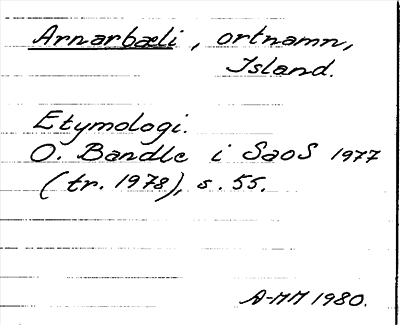 Arnarbæli, ortnamn,
Island.
Etymologi.
O. Bandle i SaoS 1977
(tr. 1978), s. 55.
A-MM 1980.